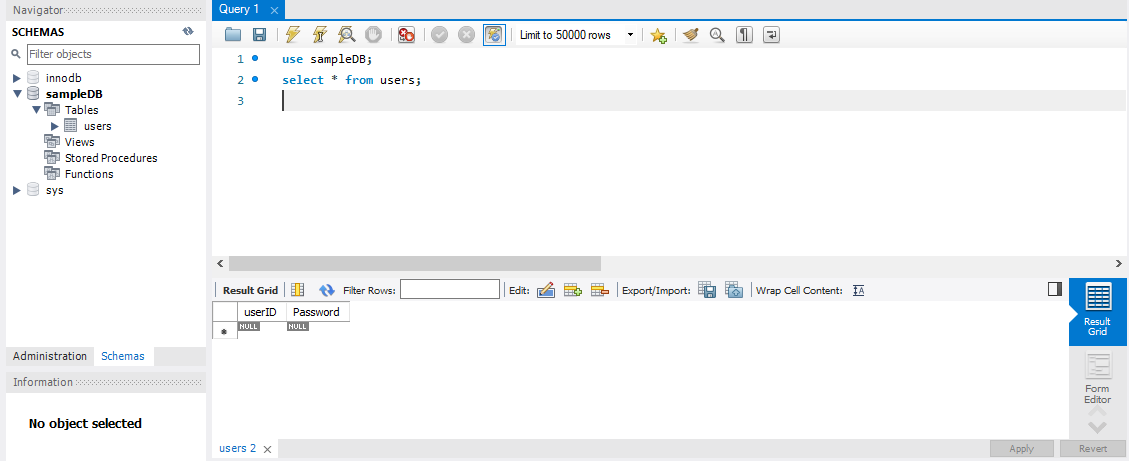 Navigator
SCHEMAS
Filter objects
innodb
sampleDB
Tables
users
Views
Stored Procedures
Functions
sys
Administration Schemas
Information
No object selected
Query 1
Limit to 50000 rows
1 use sampleDB;
2 select * from users;
3
Result Grid Filter Rows: Edit: Export/Import: Wrap Cell Content:
userID Password
NULL NULL
Result
Grid
Form
Editor
users 2
Apply Revert